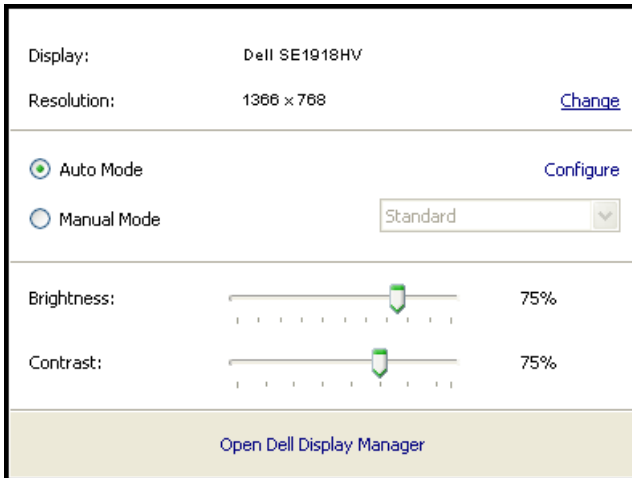 Display: Dell SE1918HV
Resolution: 1366 x 768 Change
Auto Mode Configure
Manual Mode Standard
Brightness: 75%
Contrast: 75%
Open Dell Display Manager